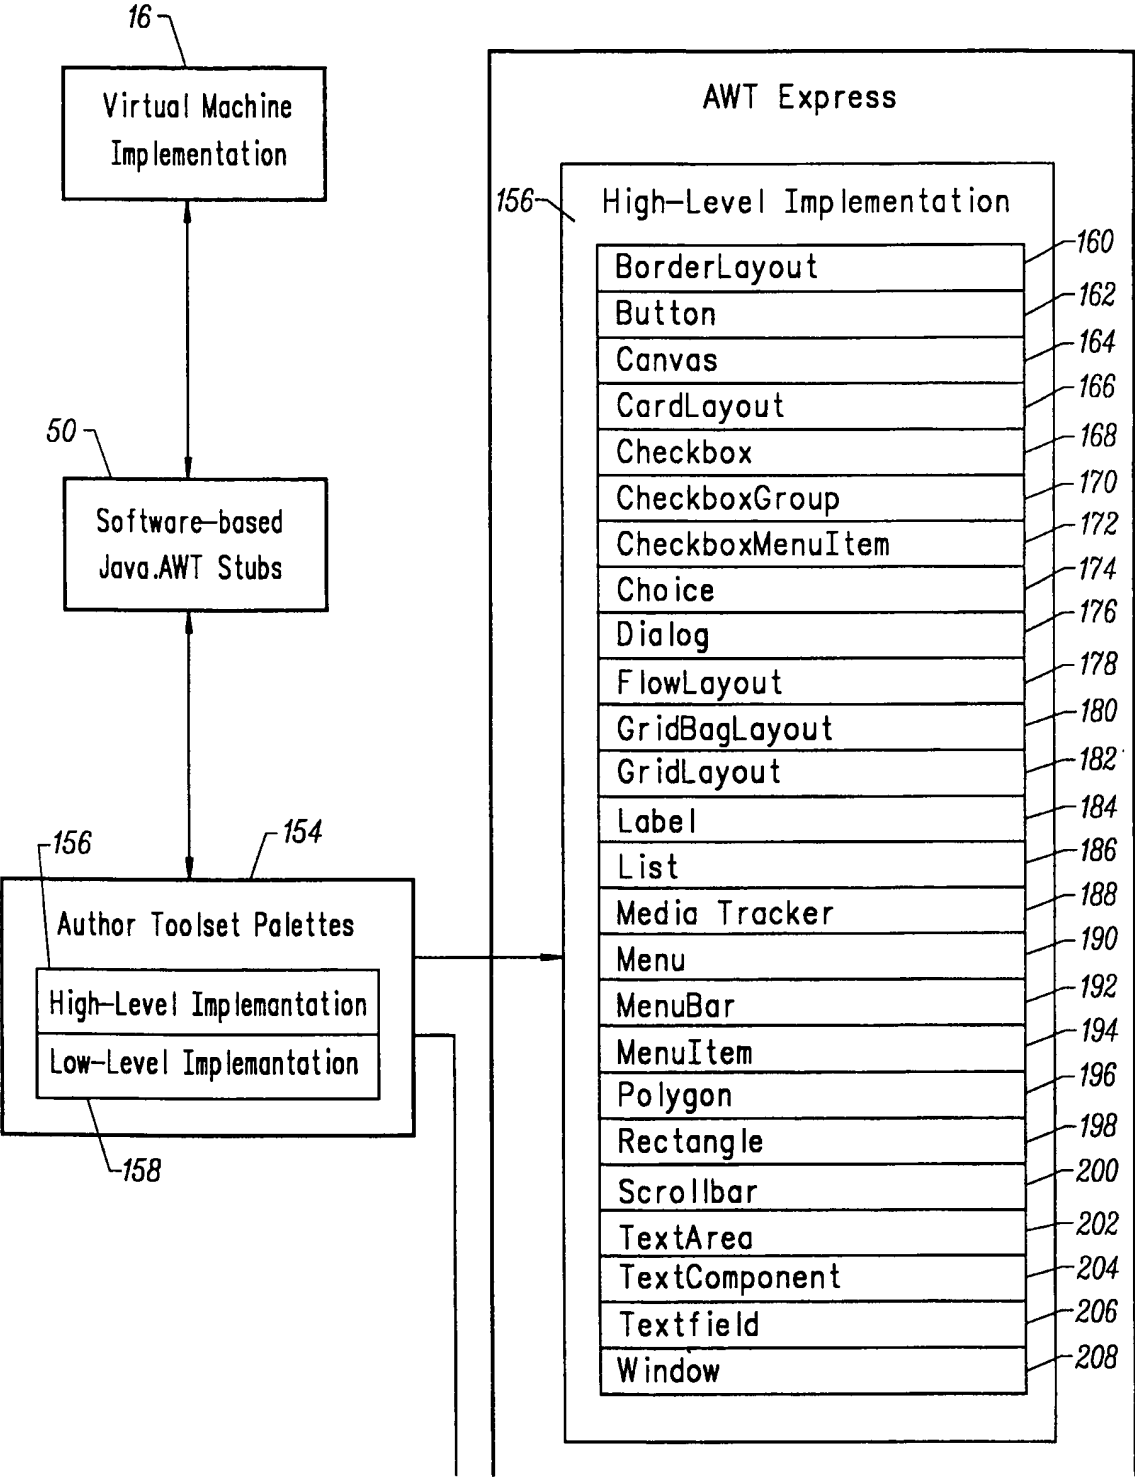 16
Virtual Machine
Implementation
50
Software-based
Java.AWT Stubs
154
156
Author Toolset Palettes
High-Level Implemantation
Low-Level Implemantation
158
AWT Express
156
High-Level Implementation
BorderLayout 160
Button 162
Canvas 164
CardLayout 166
Checkbox 168
CheckboxGroup 170
CheckboxMenuItem 172
Choice 174
Dialog 176
FlowLayout 178
GridBagLayout 180
GridLayout 182
Label 184
List 186
Media Tracker 188
Menu 190
MenuBar 192
MenuItem 194
Polygon 196
Rectangle 198
Scrollbar 200
TextArea 202
TextComponent 204
Textfield 206
Window 208